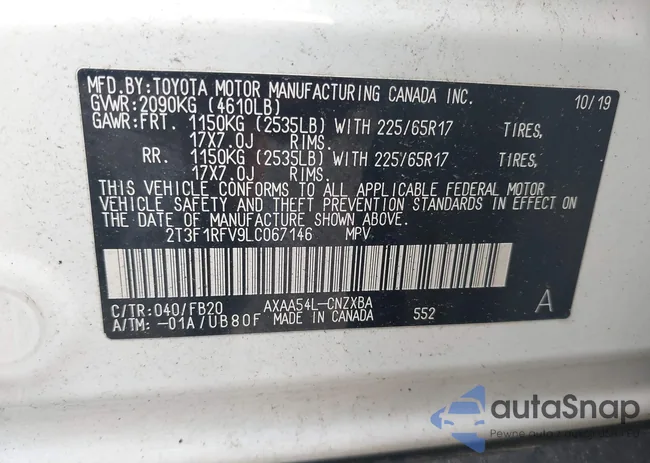 MFD.BY:TOYOTA MOTOR MANUFACTURING CANADA INC. 10/19
GVWR:2090KG (4610LB)
GAWR:FRT. 1150KG (2535LB) WITH 225/65R17 TIRES,
17X7.0J RIMS.
RR. 1150KG (2535LB) WITH 225/65R17 TIRES,
17X7.0J RIMS.
THIS VEHICLE CONFORMS TO ALL APPLICABLE FEDERAL MOTOR
VEHICLE SAFETY AND THEFT PREVENTION STANDARDS IN EFFECT
ON THE DATE OF MANUFACTURE SHOWN ABOVE.
2T3F1RFV9LC067146 MPV
C/TR:040/FB20 AXAA54L-CNZXBA A
A/TM:-01A/UB80F MADE IN CANADA 552
autoSnap
Pewne auto